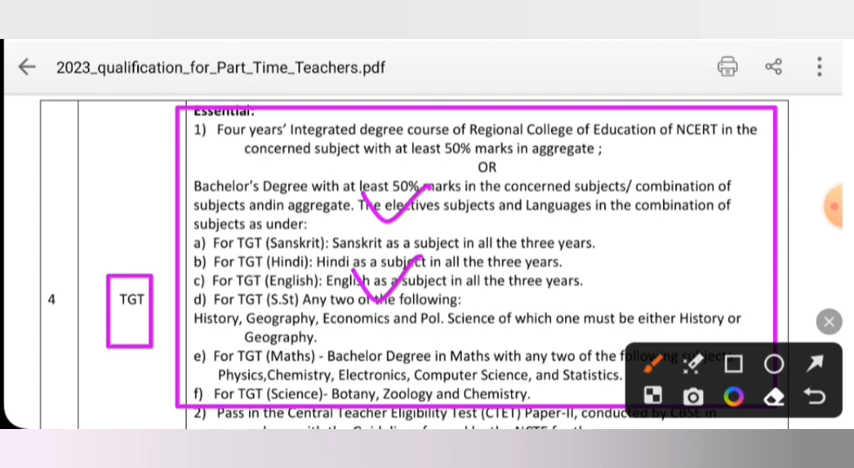 2023_qualification_for_Part_Time_Teachers.pdf
Essential:
1) Four years' Integrated degree course of Regional College of Education of NCERT in the
concerned subject with at least 50% marks in aggregate ;
OR
Bachelor's Degree with at least 50% marks in the concerned subjects/ combination of
subjects andin aggregate. The electives subjects and Languages in the combination of
subjects as under:
a) For TGT (Sanskrit): Sanskrit as a subject in all the three years.
b) For TGT (Hindi): Hindi as a subject in all the three years.
c) For TGT (English): English as a subject in all the three years.
4 TGT d) For TGT (S.St) Any two of the following:
History, Geography, Economics and Pol. Science of which one must be either History or
Geography.
e) For TGT (Maths) - Bachelor Degree in Maths with any two of the following
Physics,Chemistry, Electronics, Computer Science, and Statistics.
f) For TGT (Science)- Botany, Zoology and Chemistry.
2) Pass in the Central Teacher Eligibility Test (CTET) Paper-II, conducted by CBSE in